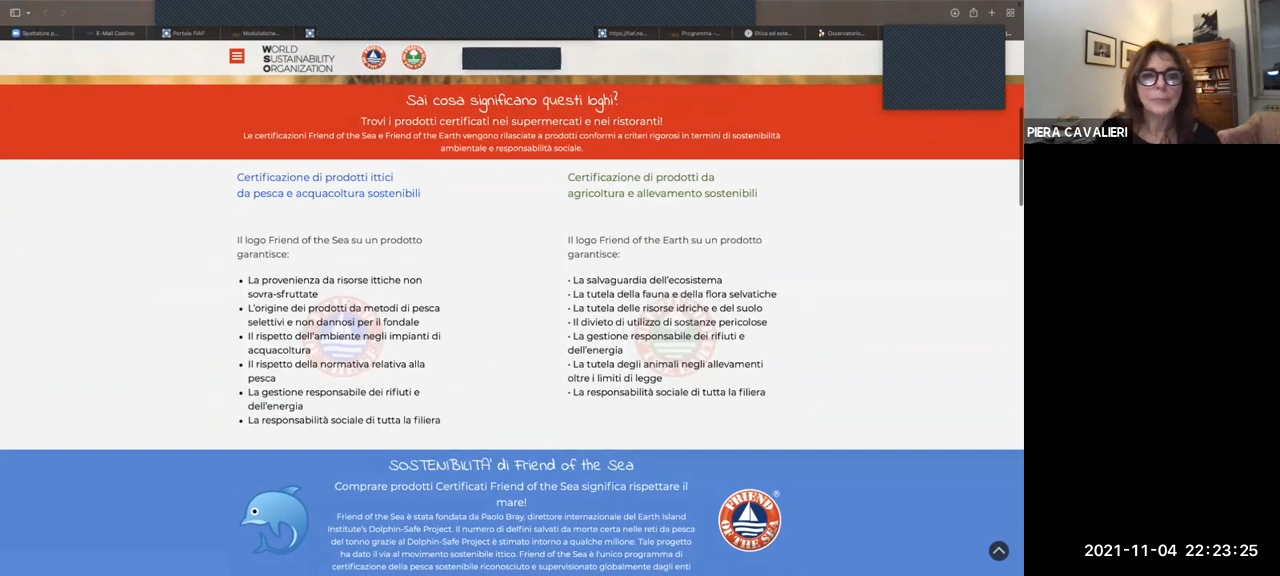 Spettatore p...
E-Mail Cestino
Portale FIAF
Modulistiche...
https://fiaf.ne...
Programma -...
Etica ed este...
Osservatorio...
WORLD
SUSTAINABILITY
ORGANIZATION
Sai cosa significano questi loghi?
Trovi i prodotti certificati nei supermercati e nei ristoranti!
Le certificazioni Friend of the Sea e Friend of the Earth vengono rilasciate a prodotti conformi a criteri rigorosi in termini di sostenibilità
ambientale e responsabilità sociale.
Certificazione di prodotti ittici
da pesca e acquacoltura sostenibili
Il logo Friend of the Sea su un prodotto
garantisce:
• La provenienza da risorse ittiche non
sovra-sfruttate
• L'origine dei prodotti da metodi di pesca
selettivi e non dannosi per il fondale
• Il rispetto dell'ambiente negli impianti di
acquacoltura
• Il rispetto della normativa relativa alla
pesca
• La gestione responsabile dei rifiuti e
dell'energia
• La responsabilità sociale di tutta la filiera
Certificazione di prodotti da
agricoltura e allevamento sostenibili
Il logo Friend of the Earth su un prodotto
garantisce:
• La salvaguardia dell'ecosistema
• La tutela della fauna e della flora selvatiche
• La tutela delle risorse idriche e del suolo
• Il divieto di utilizzo di sostanze pericolose
• La gestione responsabile dei rifiuti e
dell'energia
• La tutela degli animali negli allevamenti
oltre i limiti di legge
• La responsabilità sociale di tutta la filiera
SOSTENIBILITA' di Friend of the Sea
Comprare prodotti Certificati Friend of the Sea significa rispettare il
mare!
Friend of the Sea è stata fondata da Paolo Bray, direttore internazionale del Earth Island
Institute's Dolphin-Safe Project. Il numero di delfini salvati da morte certa nelle reti da pesca
del tonno grazie al Dolphin-Safe Project è stimato intorno a qualche milione. Tale progetto
ha dato il via al movimento sostenibile ittico. Friend of the Sea è l'unico programma di
certificazione della pesca sostenibile riconosciuto e supervisionato globalmente dagli enti
FRIEND
OF THE SEA
®
PIERA CAVALIERI
2021-11-04 22:23:25